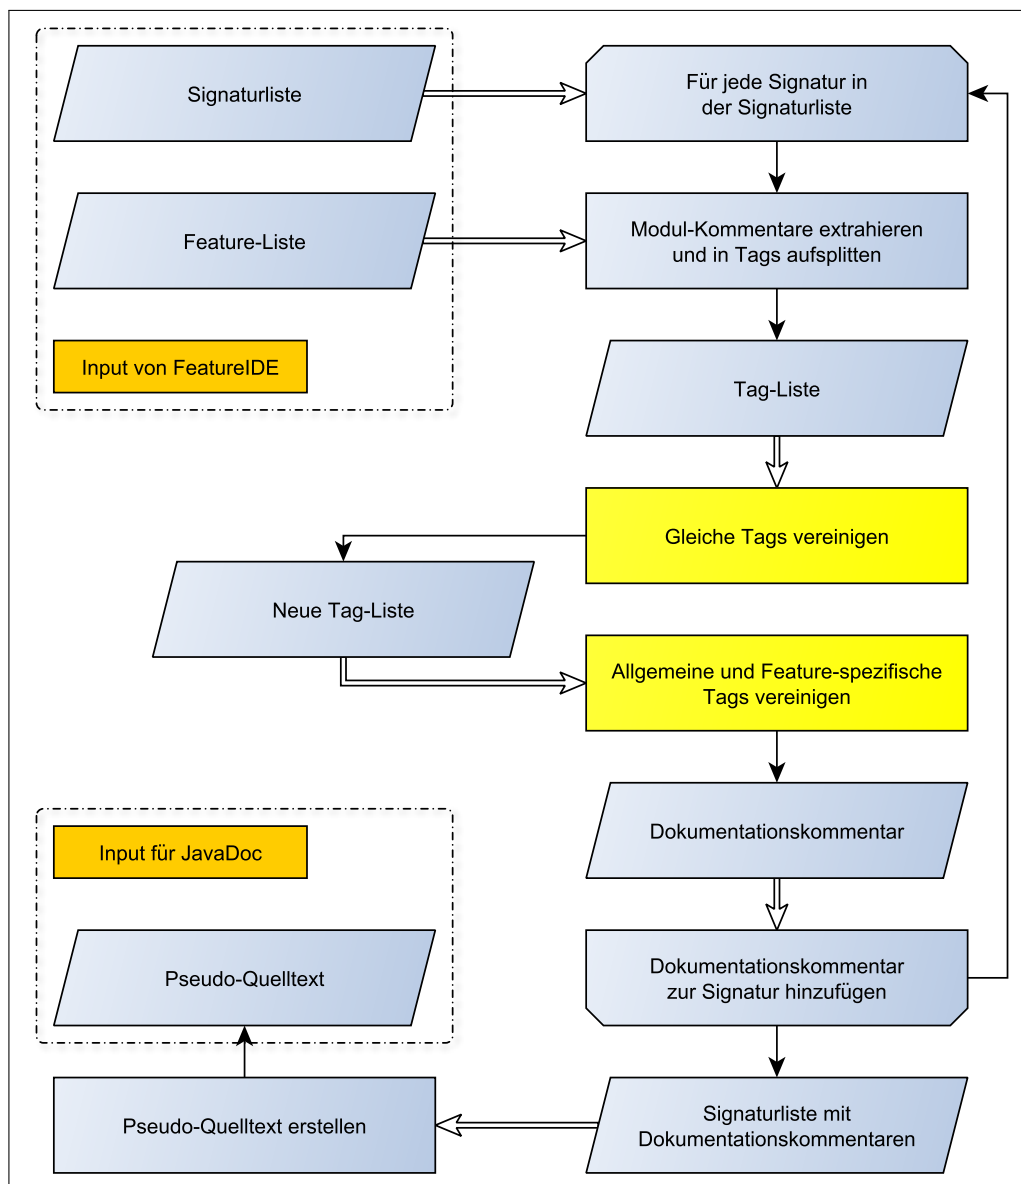 Signaturliste
Für jede Signatur in
der Signaturliste
Feature-Liste
Modul-Kommentare extrahieren
und in Tags aufsplitten
Input von FeatureIDE
Tag-Liste
Gleiche Tags vereinigen
Neue Tag-Liste
Allgemeine und Feature-spezifische
Tags vereinigen
Dokumentationskommentar
Input für JavaDoc
Pseudo-Quelltext
Dokumentationskommentar
zur Signatur hinzufügen
Pseudo-Quelltext erstellen
Signaturliste mit
Dokumentationskommentaren